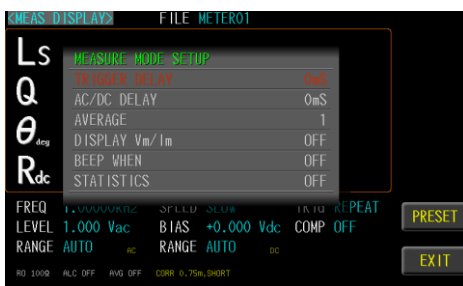 <MEAS DISPLAY> FILE METER01
Ls
Q
θ deg
Rdc
MEASURE MODE SETUP
TRIGGER DELAY 0mS
AC/DC DELAY 0mS
AVERAGE 1
DISPLAY Vm/Im OFF
BEEP WHEN OFF
STATISTICS OFF
FREQ 1.00000KHz SPEED SLOW TRIG REPEAT
LEVEL 1.000 Vac BIAS +0.000 Vdc COMP OFF
RANGE AUTO AC RANGE AUTO DC
RO 100Ω ALC OFF AVG OFF CORR 0.75m,SHORT
PRESET
EXIT